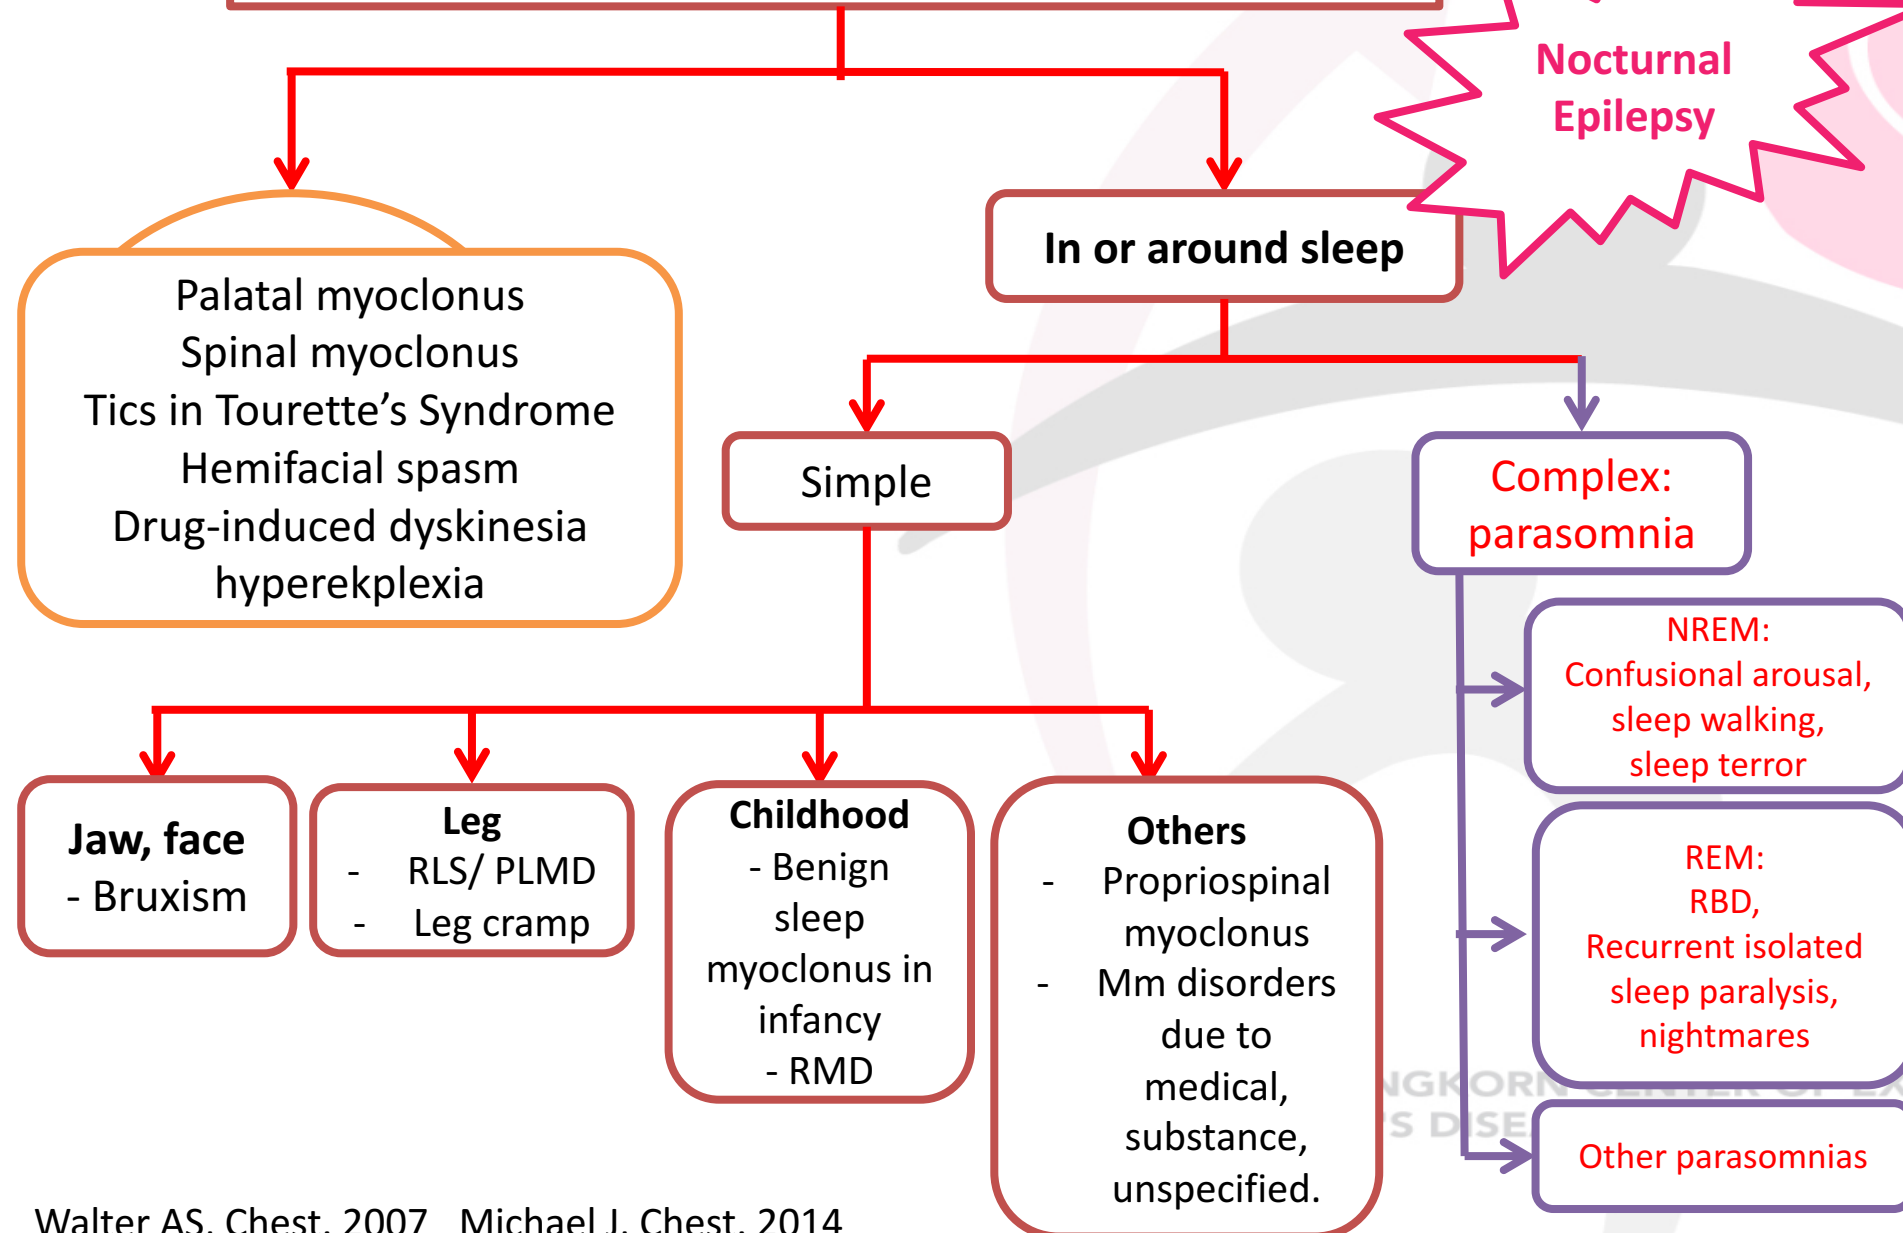 Nocturnal
Epilepsy
In or around sleep
Palatal myoclonus
Spinal myoclonus
Tics in Tourette’s Syndrome
Hemifacial spasm
Drug-induced dyskinesia
hyperekplexia
Simple
Complex:
parasomnia
NREM:
Confusional arousal,
sleep walking,
sleep terror
Jaw, face
- Bruxism
Leg
- RLS/ PLMD
- Leg cramp
Childhood
- Benign
sleep
myoclonus in
infancy
- RMD
Others
- Propriospinal
myoclonus
- Mm disorders
due to
medical,
substance,
unspecified.
REM:
RBD,
Recurrent isolated
sleep paralysis,
nightmares
Other parasomnias
Walter AS. Chest. 2007 Michael J. Chest. 2014